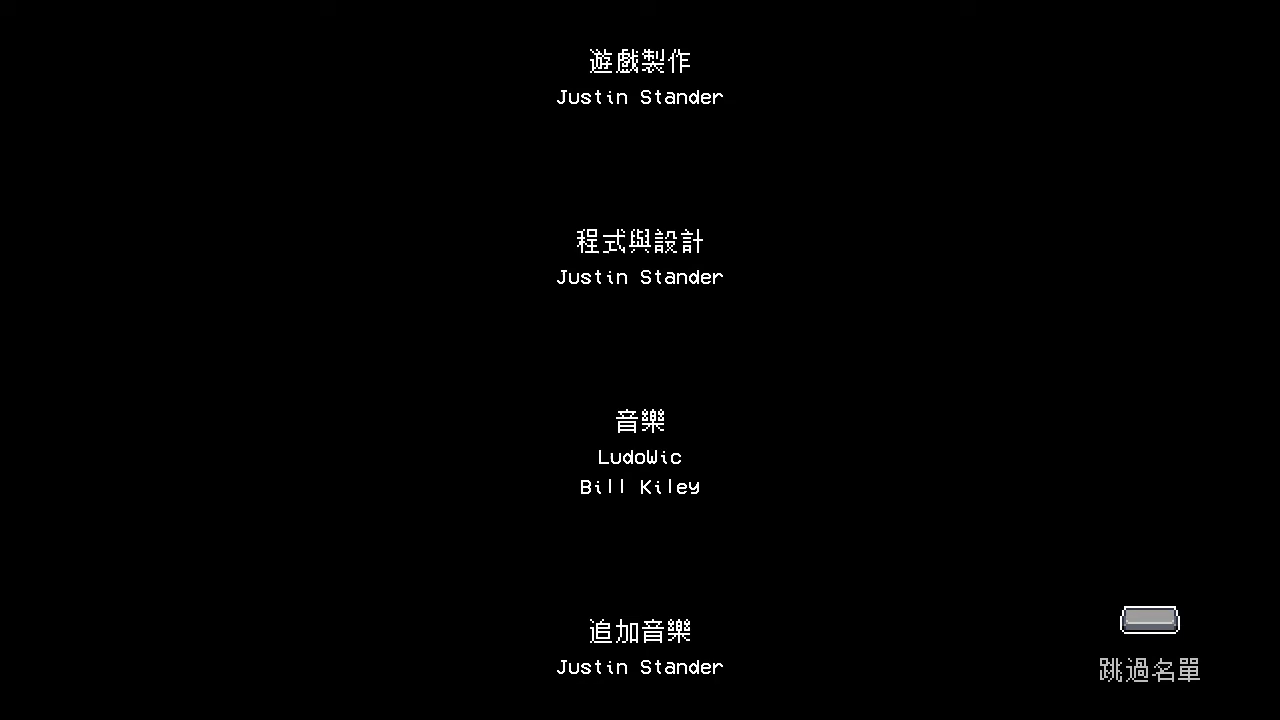 遊戲製作
Justin Stander
程式與設計
Justin Stander
音樂
LudoWic
Bill Kiley
追加音樂
Justin Stander
跳過名單